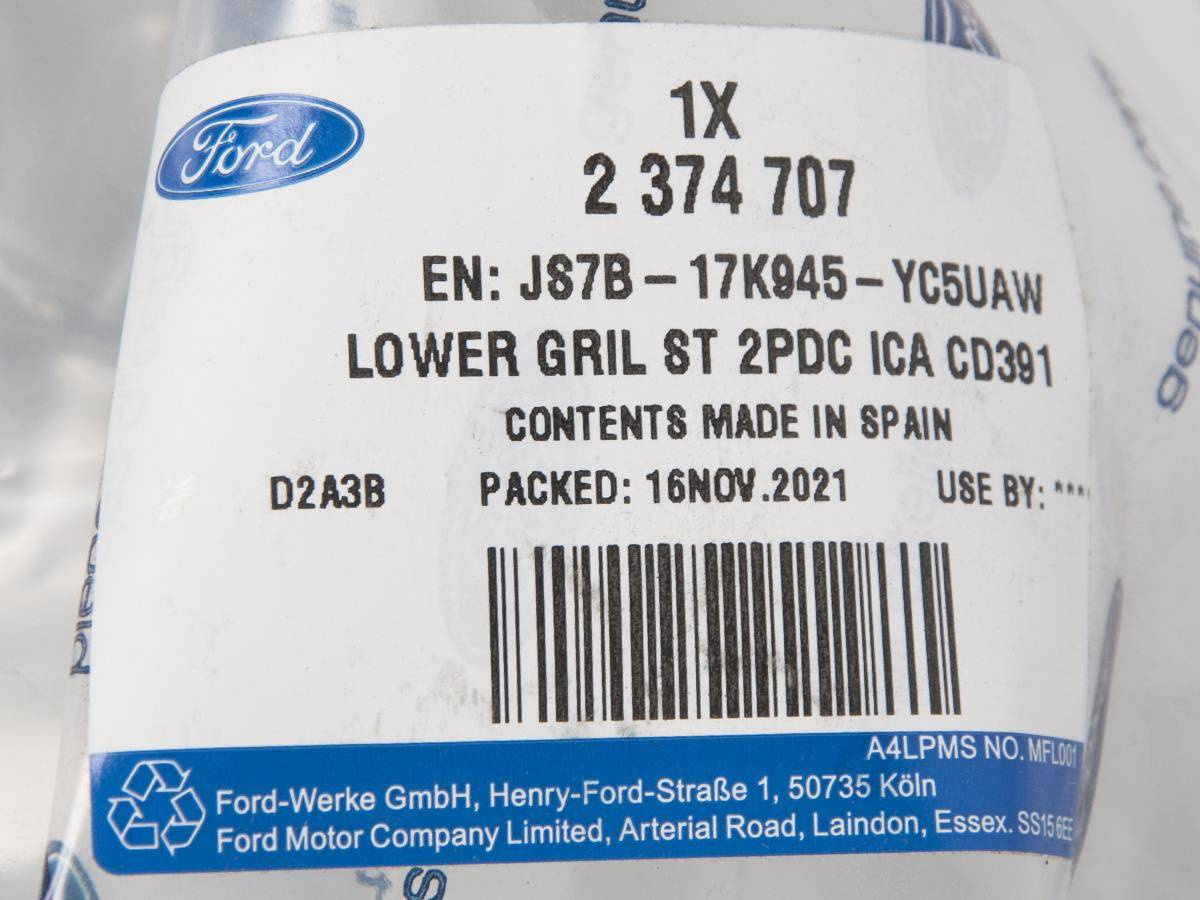 Ford
1X
2 374 707
EN: JS7B - 17K945 - YC5UAW
LOWER GRIL ST 2PDC ICA CD391
CONTENTS MADE IN SPAIN
D2A3B PACKED: 16NOV.2021 USE BY: ****
A4LPMS NO. MFL001
Ford-Werke GmbH, Henry-Ford-Straße 1, 50735 Köln
Ford Motor Company Limited, Arterial Road, Laindon, Essex. SS15 6EE